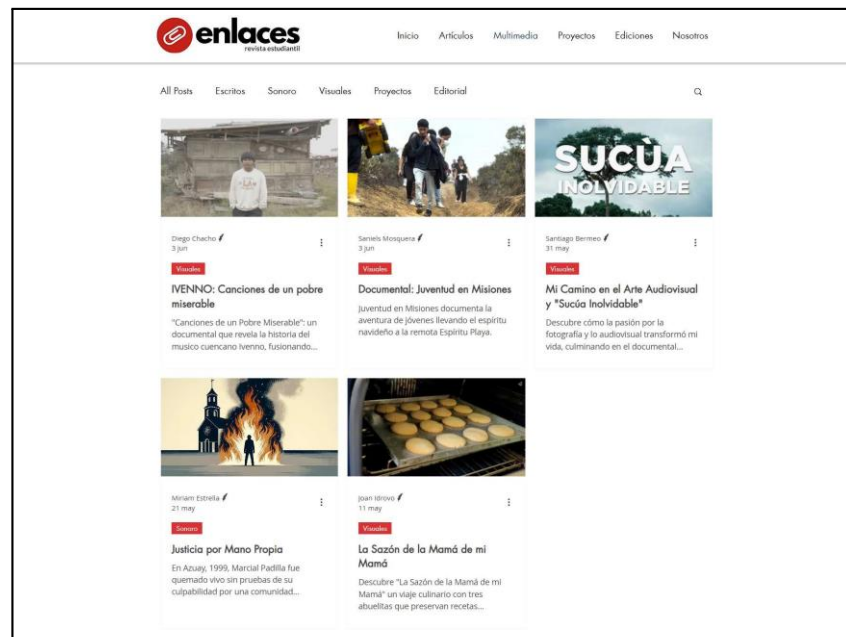 enlaces
revista estudiantil
Inicio Artículos Multimedia Proyectos Ediciones Nosotros
All Posts Escritos Sonoro Visuales Proyectos Editorial
SUCÙA
INOLVIDABLE
Diego Chacho
3 jun
Visuales
IVENNO: Canciones de un pobre
miserable
"Canciones de un Pobre Miserable": un
documental que revela la historia del
musico cuencano Ivenno, fusionando...
Saniels Mosquera
3 jun
Visuales
Documental: Juventud en Misiones
Juventud en Misiones documenta la
aventura de jóvenes llevando el espíritu
navideño a la remota Espíritu Playa.
Santiago Bermeo
31 may
Visuales
Mi Camino en el Arte Audiovisual
y "Sucúa Inolvidable"
Descubre cómo la pasión por la
fotografía y lo audiovisual transformó mi
vida, culminando en el documental...
Miriam Estrella
21 may
Sonoro
Justicia por Mano Propia
En Azuay, 1999, Marcial Padilla fue
quemado vivo sin pruebas de su
culpabilidad por una comunidad...
Joan Idrovo
11 may
Visuales
La Sazón de la Mamá de mi
Mamá
Descubre "La Sazón de la Mamá de mi
Mamá" un viaje culinario con tres
abuelitas que preservan recetas...